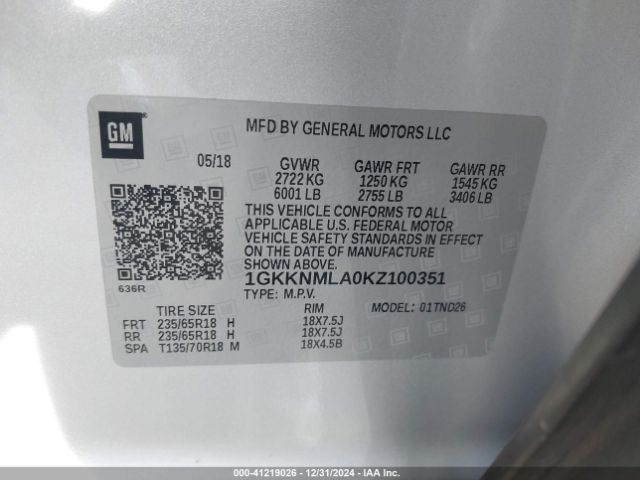 GM
MFD BY GENERAL MOTORS LLC
05/18 GVWR GAWR FRT GAWR RR
2722 KG 1250 KG 1545 KG
6001 LB 2755 LB 3406 LB
THIS VEHICLE CONFORMS TO ALL
APPLICABLE U.S. FEDERAL MOTOR
VEHICLE SAFETY STANDARDS IN EFFECT
ON THE DATE OF MANUFACTURE
SHOWN ABOVE.
636R
1GKKNMLA0KZ100351
TYPE: M.P.V. MODEL: 01TND26
TIRE SIZE RIM
FRT 235/65R18 H 18X7.5J
RR 235/65R18 H 18X7.5J
SPA T135/70R18 M 18X4.5B
000-41219026 - 12/31/2024 - IAA Inc.